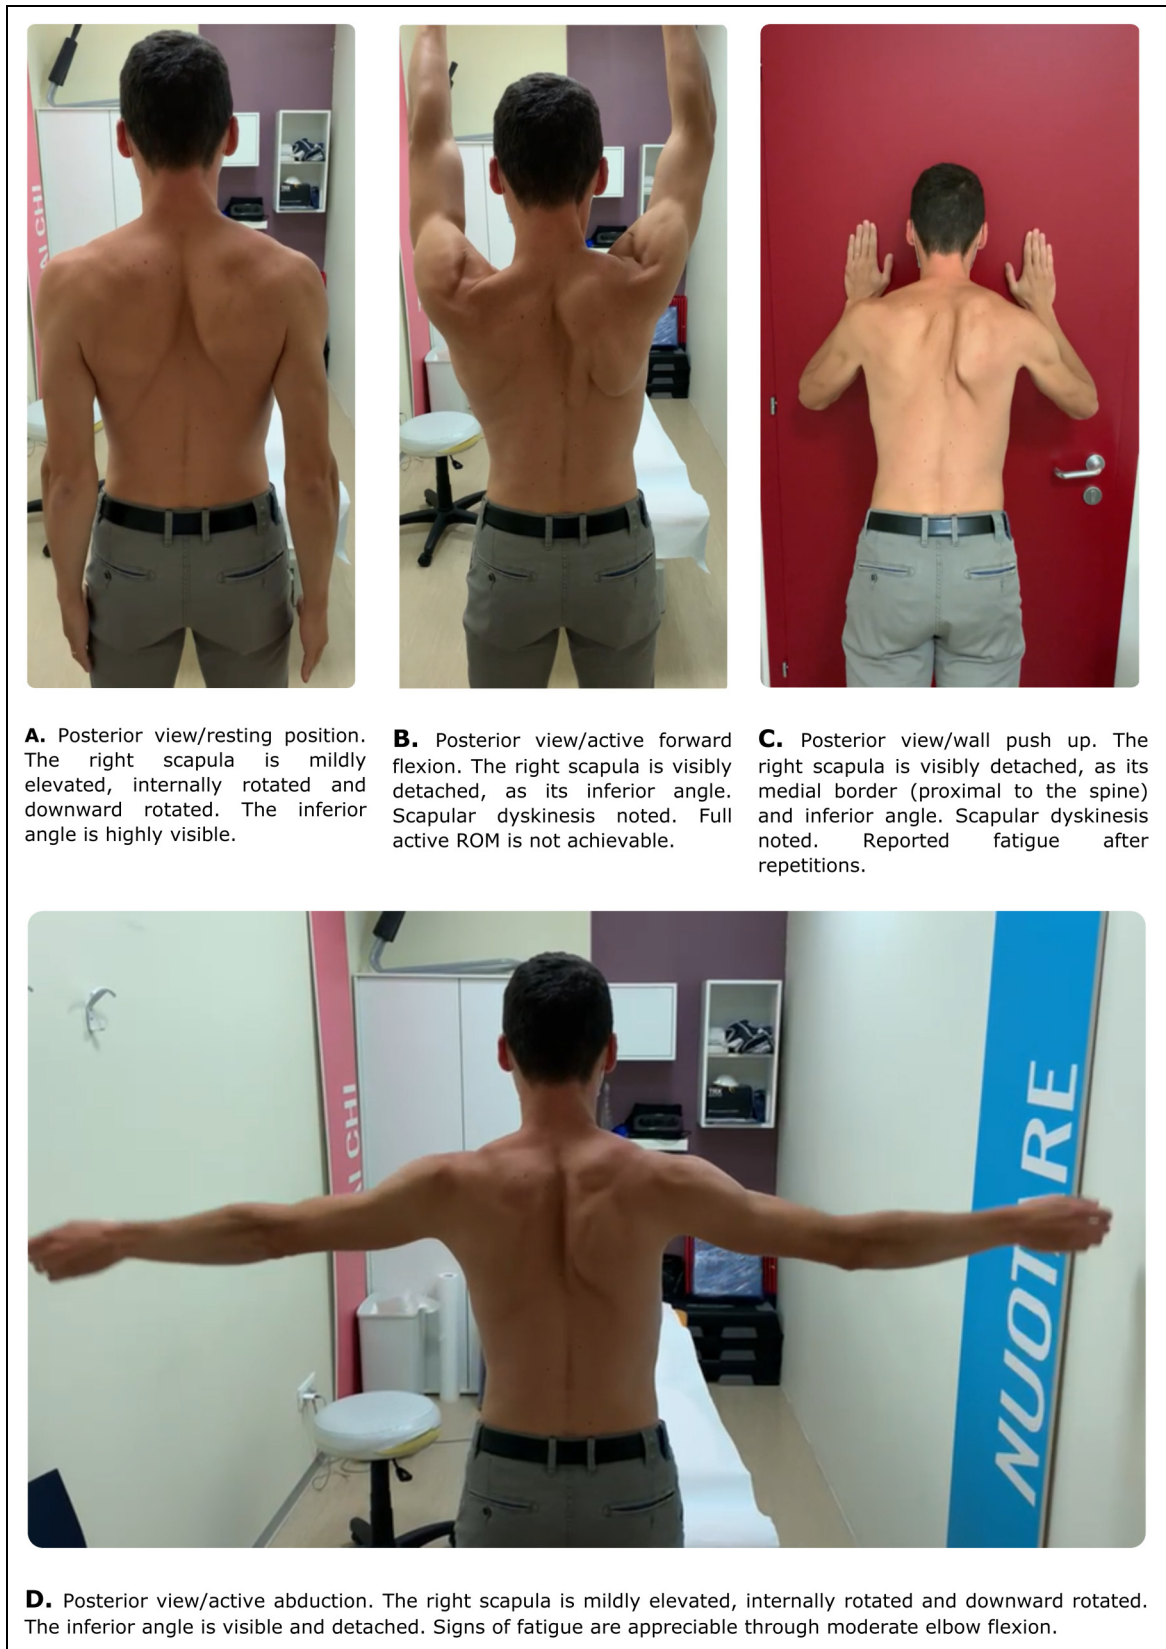 AI CHI
A. Posterior view/resting position.
The right scapula is mildly
elevated, internally rotated and
downward rotated. The inferior
angle is highly visible.
B. Posterior view/active forward
flexion. The right scapula is visibly
detached, as its inferior angle.
Scapular dyskinesis noted. Full
active ROM is not achievable.
C. Posterior view/wall push up. The
right scapula is visibly detached, as its
medial border (proximal to the spine)
and inferior angle. Scapular dyskinesis
noted. Reported fatigue after
repetitions.
AI CHI
NUOTARE
D. Posterior view/active abduction. The right scapula is mildly elevated, internally rotated and downward rotated.
The inferior angle is visible and detached. Signs of fatigue are appreciable through moderate elbow flexion.